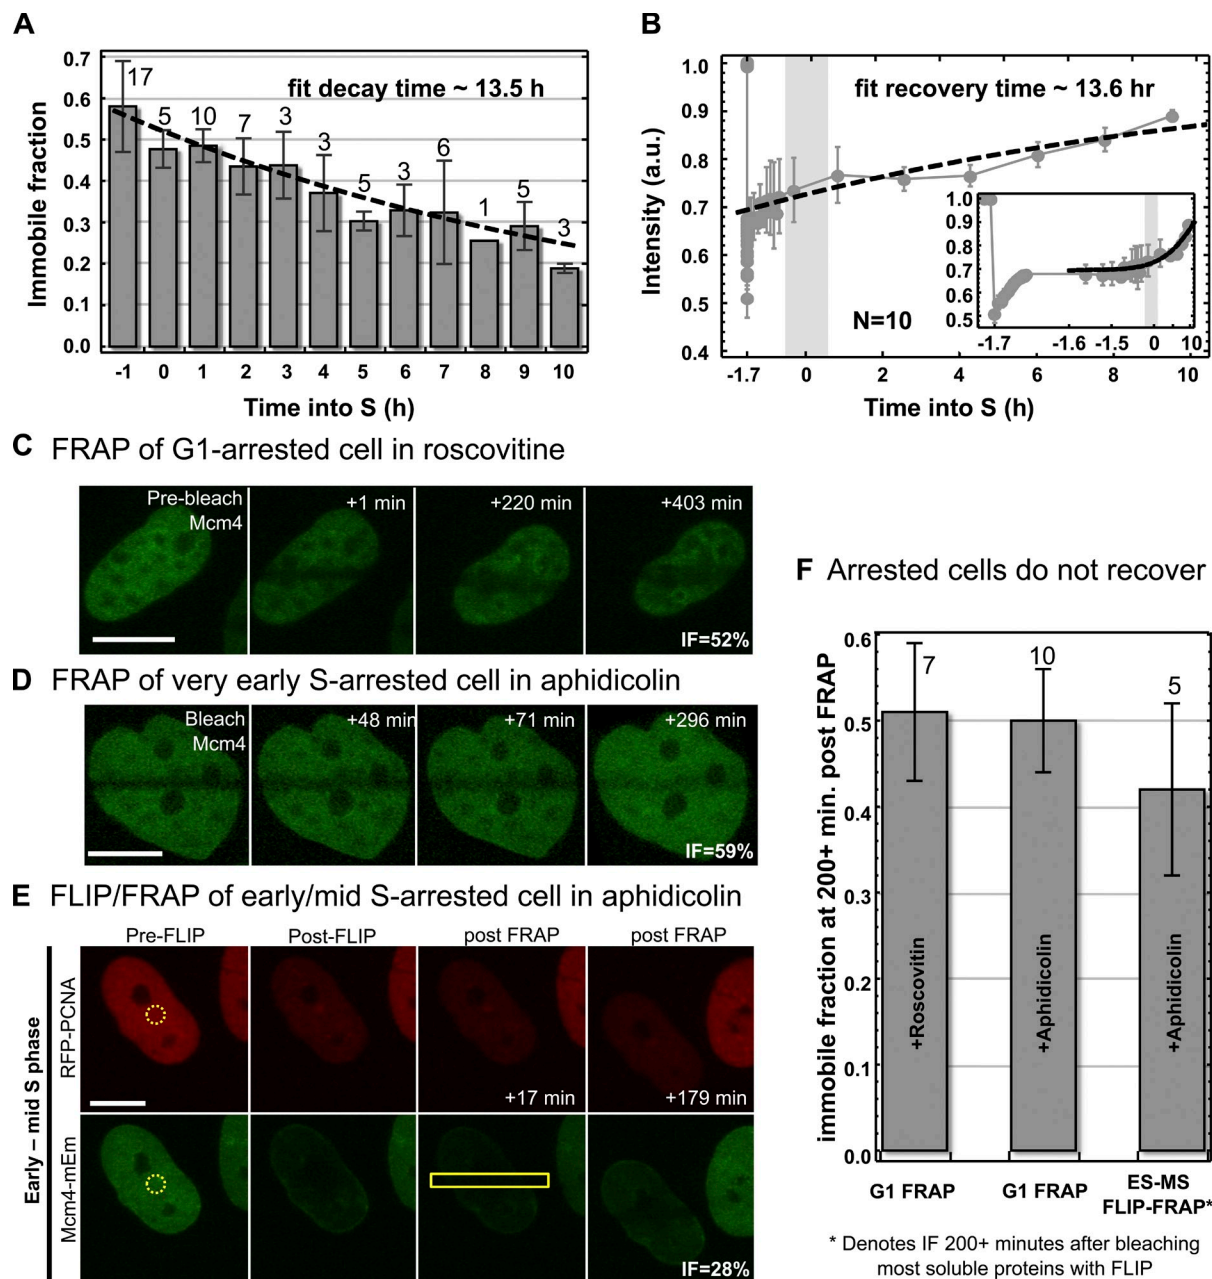 A
Immobile fraction
0.7
0.6
0.5
0.4
0.3
0.2
0.1
0.0
fit decay time ~ 13.5 h
17
5
10
7
3
4
5
3
6
1
5
3
-1 0 1 2 3 4 5 6 7 8 9 10
Time into S (h)
B
Intensity (a.u.)
1.0
0.9
0.8
0.7
0.6
0.5
0.4
fit recovery time ~ 13.6 hr
N=10
1.0
0.9
0.8
0.7
0.6
0.5
-1.7 -1.6 -1.5 0 10
-1.7 0 2 4 6 8 10
Time into S (h)
C FRAP of G1-arrested cell in roscovitine
Pre-bleach
Mcm4
+1 min
+220 min
+403 min
IF=52%
D FRAP of very early S-arrested cell in aphidicolin
Bleach
Mcm4
+48 min
+71 min
+296 min
IF=59%
E FLIP/FRAP of early/mid S-arrested cell in aphidicolin
Pre-FLIP Post-FLIP post FRAP post FRAP
Early – mid S phase
RFP-PCNA
+17 min
+179 min
Mcm4-mEm
IF=28%
F Arrested cells do not recover
immobile fraction at 200+ min. post FRAP
0.6
0.5
0.4
0.3
0.2
0.1
0.0
7
10
5
+Roscovitin
+Aphidicolin
+Aphidicolin
G1 FRAP
G1 FRAP
ES-MS
FLIP-FRAP*
* Denotes IF 200+ minutes after bleaching
most soluble proteins with FLIP